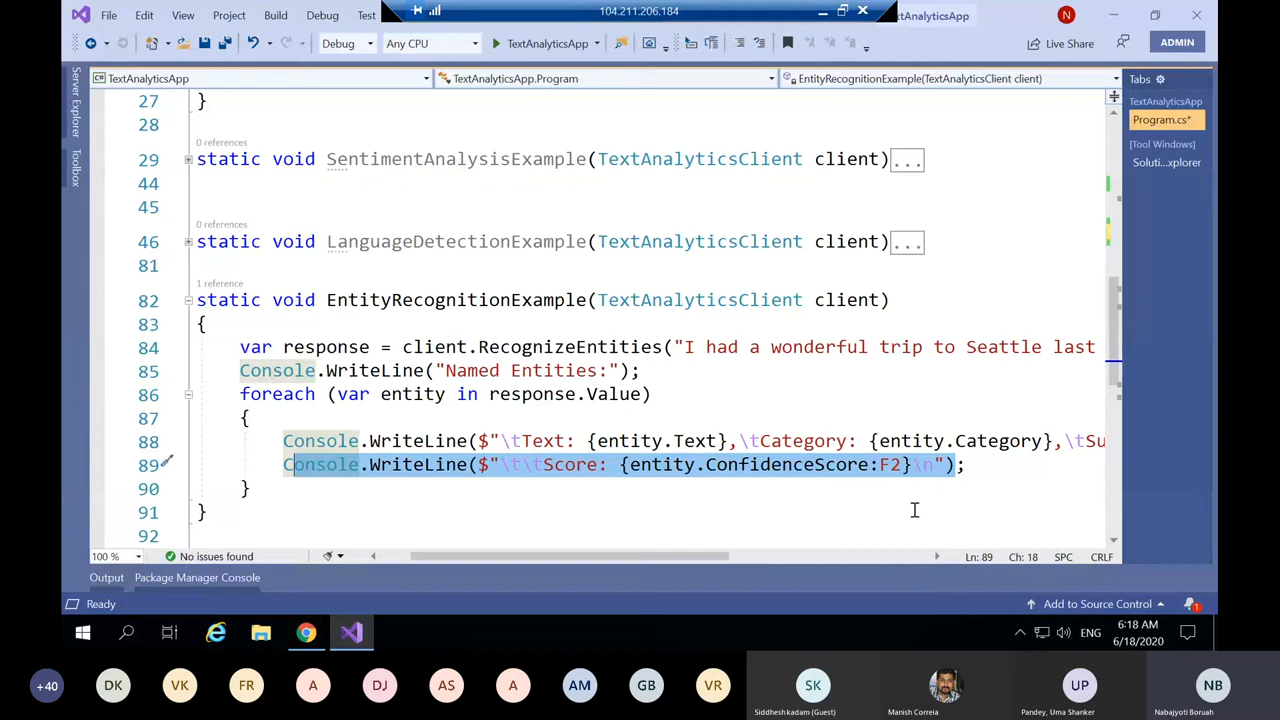 File Edit View Project Build Debug Test
104.211.206.184
lyticsApp
N
Debug
Any CPU
TextAnalyticsApp
Live Share
ADMIN
Server Explorer
Toolbox
TextAnalyticsApp
TextAnalyticsApp.Program
EntityRecognitionExample(TextAnalyticsClient client)
Tabs
TextAnalyticsApp
Program.cs*
[Tool Windows]
Soluti...xplorer
27 }
28
0 references
29 static void SentimentAnalysisExample(TextAnalyticsClient client)...
44
45
0 references
46 static void LanguageDetectionExample(TextAnalyticsClient client)...
81
1 reference
82 static void EntityRecognitionExample(TextAnalyticsClient client)
83 {
84 var response = client.RecognizeEntities("I had a wonderful trip to Seattle last
85 Console.WriteLine("Named Entities:");
86 foreach (var entity in response.Value)
87 {
88 Console.WriteLine($"\tText: {entity.Text},\tCategory: {entity.Category},\tSu
89 Console.WriteLine($"\t\tScore: {entity.ConfidenceScore:F2}\n");
90 }
91 }
92
100 %
No issues found
Ln: 89 Ch: 18 SPC CRLF
Output Package Manager Console
Ready
Add to Source Control
1
ENG
6:18 AM
6/18/2020
+40 DK VK FR A DJ AS A AM GB VR SK UP NB
Siddhesh kadam (Guest)
Manish Correia
Pandey, Uma Shanker
Nabajyoti Boruah